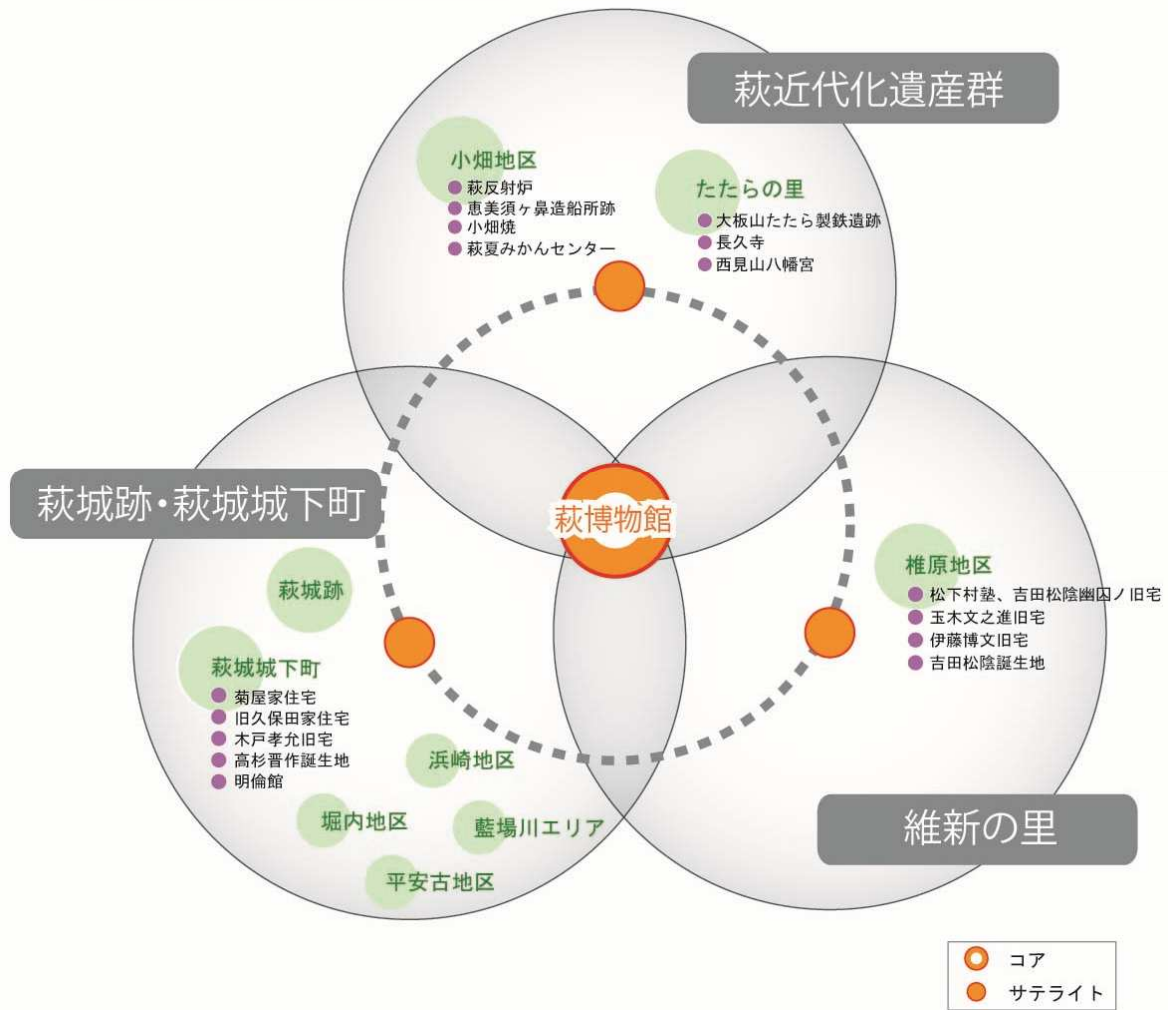 萩近代化遺産群
小畑地区
萩反射炉
恵美須ヶ鼻造船所跡
小畑焼
萩夏みかんセンター
たたらの里
大板山たたら製鉄遺跡
長久寺
西見山八幡宮
萩城跡・萩城城下町
萩博物館
萩城跡
萩城城下町
菊屋家住宅
旧久保田家住宅
木戸孝允旧宅
高杉晋作誕生地
明倫館
浜崎地区
堀内地区
藍場川エリア
平安古地区
椎原地区
松下村塾、吉田松陰幽囚ノ旧宅
玉木文之進旧宅
伊藤博文旧宅
吉田松陰誕生地
維新の里
コア
サテライト